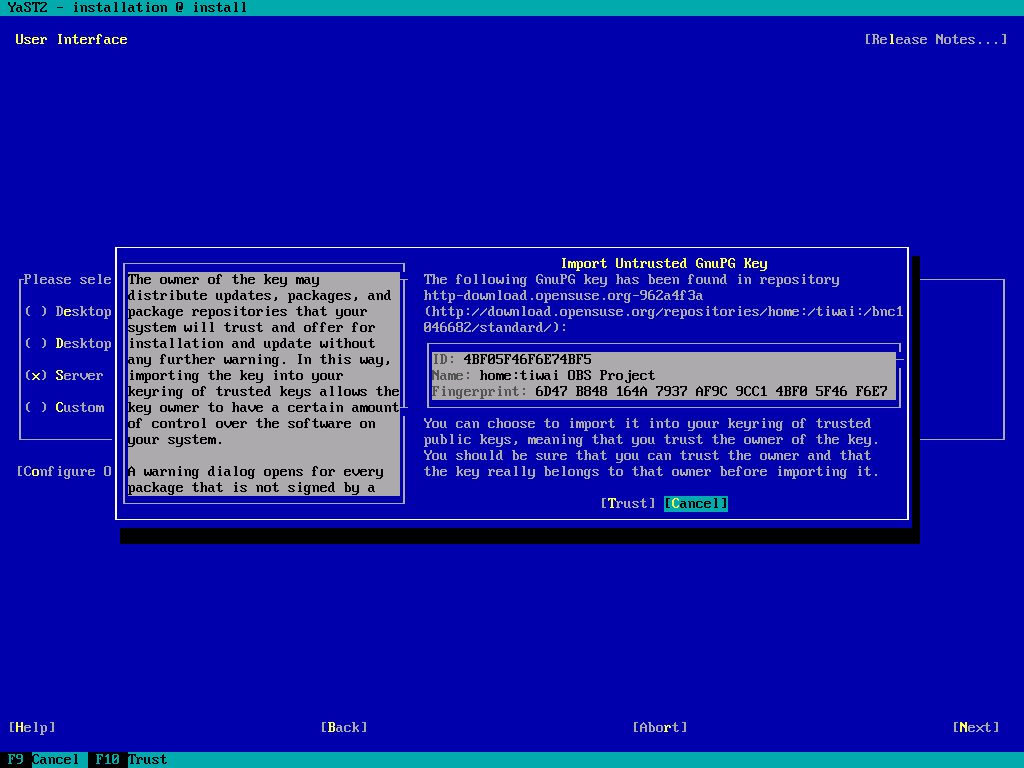 YaST2 - installation @ install
User Interface
[Release Notes...]
Import Untrusted GnuPG Key
Please sele
( ) Desktop
( ) Desktop
(x) Server
( ) Custom
[Configure O
The owner of the key may
distribute updates, packages, and
package repositories that your
system will trust and offer for
installation and update without
any further warning. In this way,
importing the key into your
keyring of trusted keys allows the
key owner to have a certain amount
of control over the software on
your system.
A warning dialog opens for every
package that is not signed by a
The following GnuPG key has been found in repository
http-download.opensuse.org-962a4f3a
(http://download.opensuse.org/repositories/home:/tiwai:/bnc1
046682/standard/):
ID: 4BF05F46F6E74BF5
Name: home:tiwai OBS Project
Fingerprint: 6D47 B848 164A 7937 AF9C 9CC1 4BF0 5F46 F6E7
You can choose to import it into your keyring of trusted
public keys, meaning that you trust the owner of the key.
You should be sure that you can trust the owner and that
the key really belongs to that owner before importing it.
[Trust] [Cancel]
[Help]
[Back]
[Abort]
[Next]
F9 Cancel F10 Trust